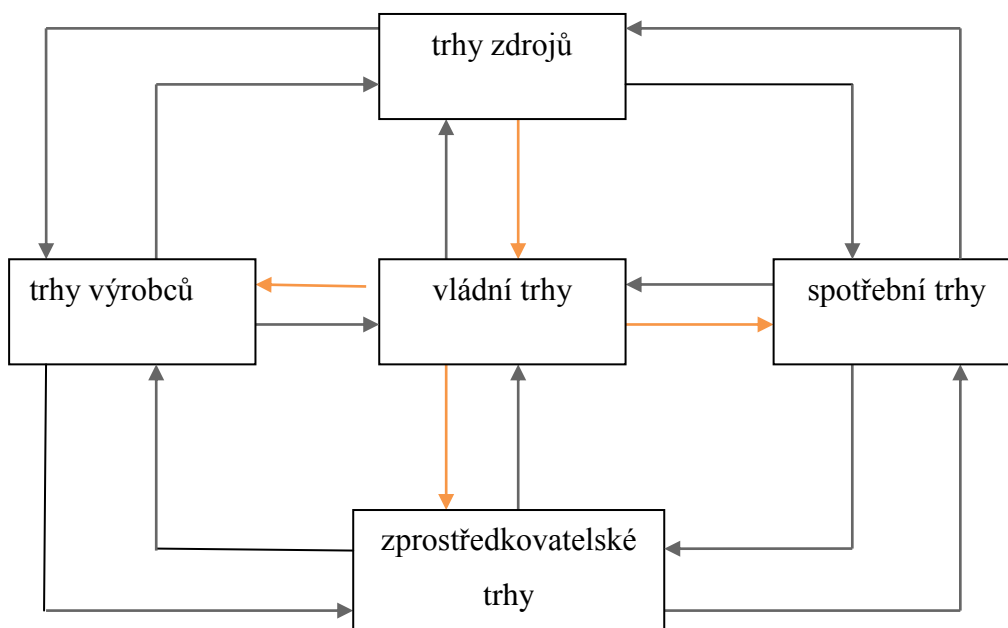 trhy zdrojů
trhy výrobců
vládní trhy
spotřební trhy
zprostředkovatelské
trhy